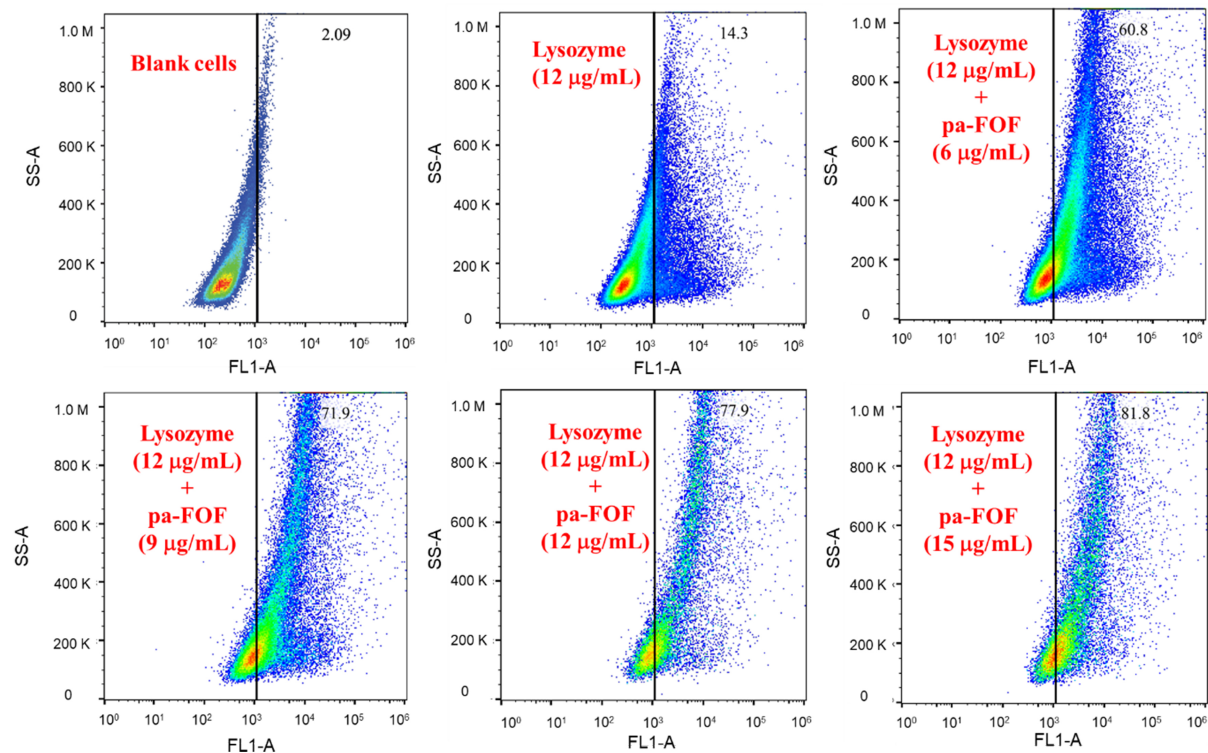 1.0 M
800 K
600 K
400 K
200 K
0
SS-A
Blank cells
2.09
10⁰ 10¹ 10² 10³ 10⁴ 10⁵ 10⁶
FL1-A
1.0 M
800 K
600 K
400 K
200 K
0
SS-A
Lysozyme
(12 μg/mL)
14.3
10⁰ 10¹ 10² 10³ 10⁴ 10⁵ 10⁶
FL1-A
1.0 M
800 K
600 K
400 K
200 K
0
SS-A
Lysozyme
(12 μg/mL)
+
pa-FOF
(6 μg/mL)
60.8
10⁰ 10¹ 10² 10³ 10⁴ 10⁵ 10⁶
FL1-A
1.0 M
800 K
600 K
400 K
200 K
0
SS-A
Lysozyme
(12 μg/mL)
+
pa-FOF
(9 μg/mL)
71.9
10⁰ 10¹ 10² 10³ 10⁴ 10⁵ 10⁶
FL1-A
1.0 M
800 K
600 K
400 K
200 K
0
SS-A
Lysozyme
(12 μg/mL)
+
pa-FOF
(12 μg/mL)
77.9
10⁰ 10¹ 10² 10³ 10⁴ 10⁵ 10⁶
FL1-A
1.0 M
800 K
600 K
400 K
200 K
0
SS-A
Lysozyme
(12 μg/mL)
+
pa-FOF
(15 μg/mL)
81.8
10⁰ 10¹ 10² 10³ 10⁴ 10⁵ 10⁶
FL1-A